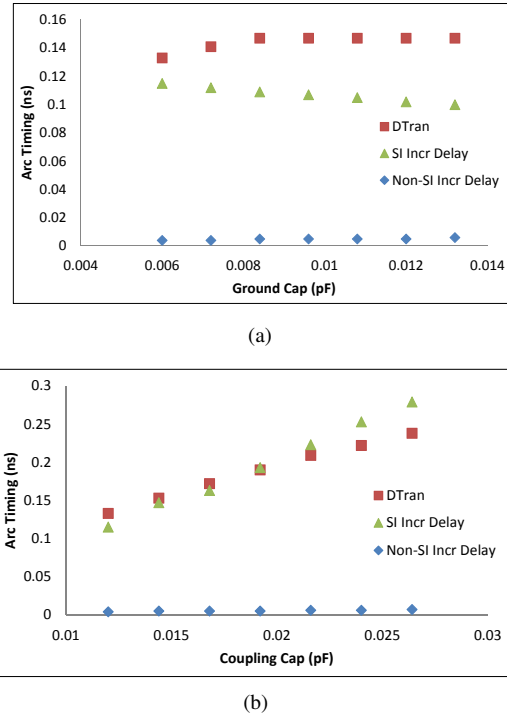 0.16
0.14
0.12
0.1
0.08
0.06
0.04
0.02
0
Arc Timing (ns)
DTran
SI Incr Delay
Non-SI Incr Delay
0.004 0.006 0.008 0.01 0.012 0.014
Ground Cap (pF)
(a)
0.3
0.25
0.2
0.15
0.1
0.05
0
Arc Timing (ns)
DTran
SI Incr Delay
Non-SI Incr Delay
0.01 0.015 0.02 0.025 0.03
Coupling Cap (pF)
(b)